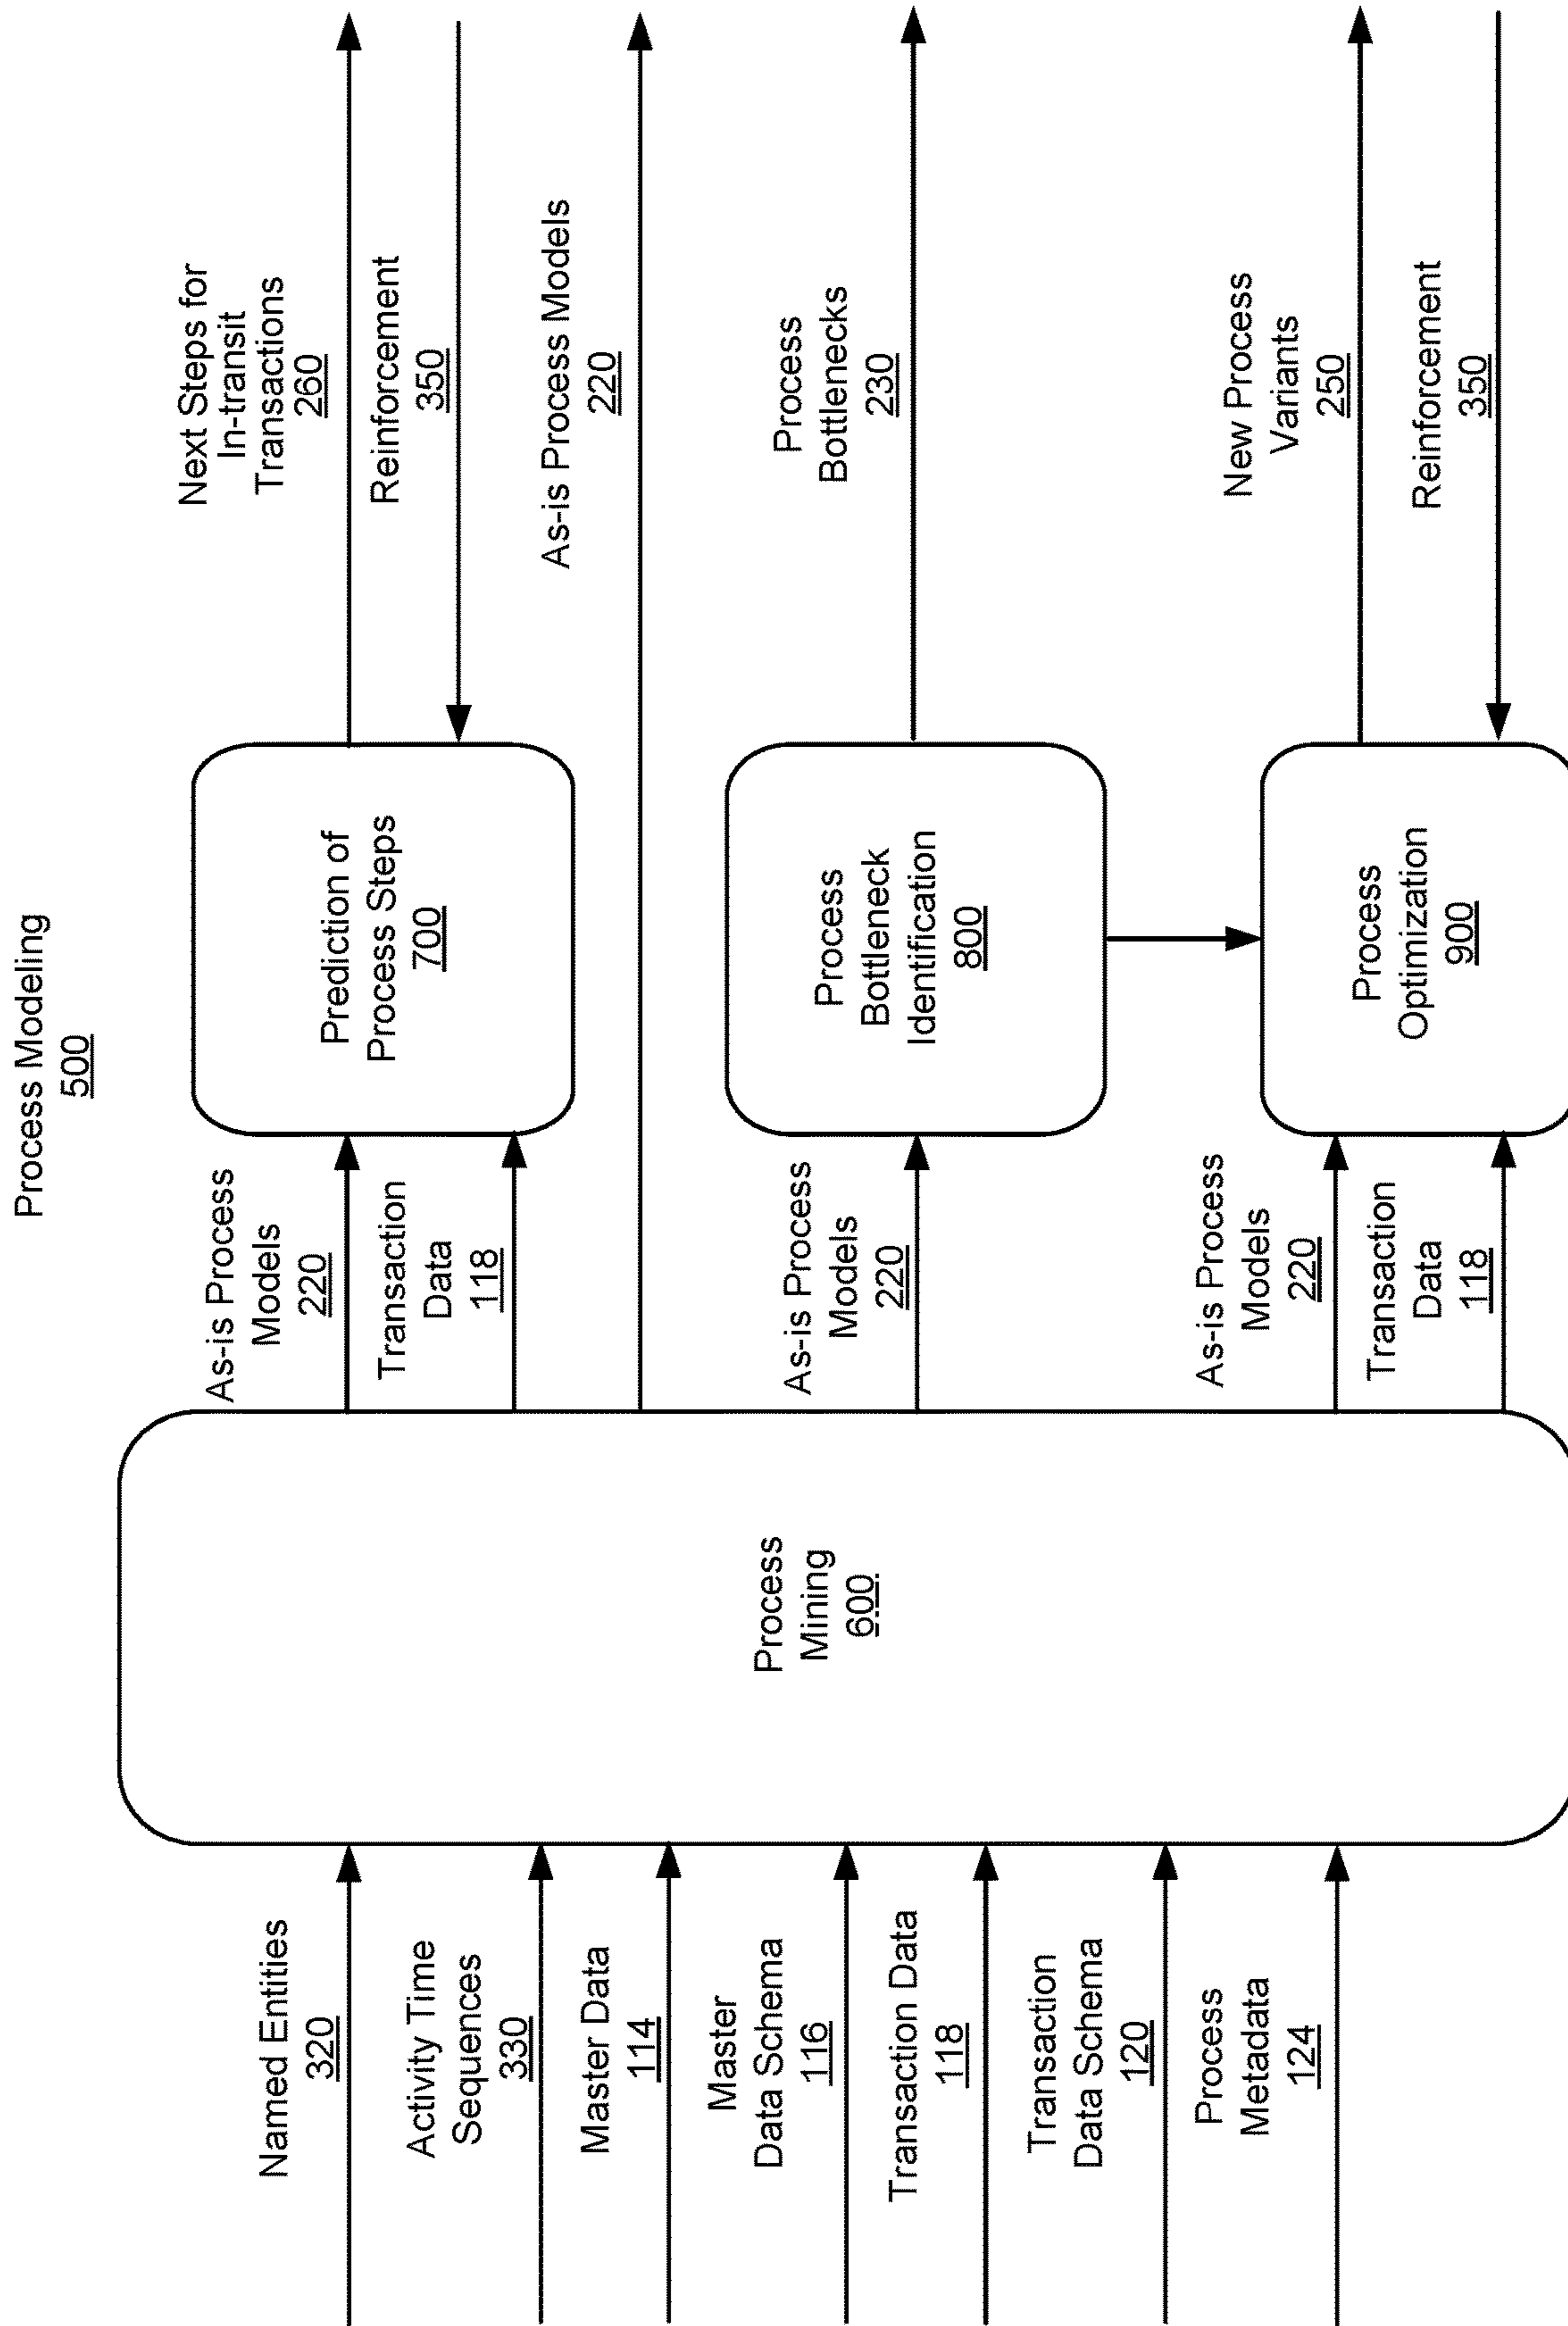 Process Modeling
500
Named Entities
320
Activity Time
Sequences
330
Master Data
114
Master
Data Schema
116
Transaction Data
118
Transaction
Data Schema
120
Process
Metadata
124
Process
Mining
600
As-is Process
Models
220
Transaction
Data
118
As-is Process
Models
220
As-is Process
Models
220
Transaction
Data
118
Prediction of
Process Steps
700
Process
Bottleneck
Identification
800
Process
Optimization
900
Next Steps for
In-transit
Transactions
260
Reinforcement
350
As-is Process Models
220
Process
Bottlenecks
230
New Process
Variants
250
Reinforcement
350